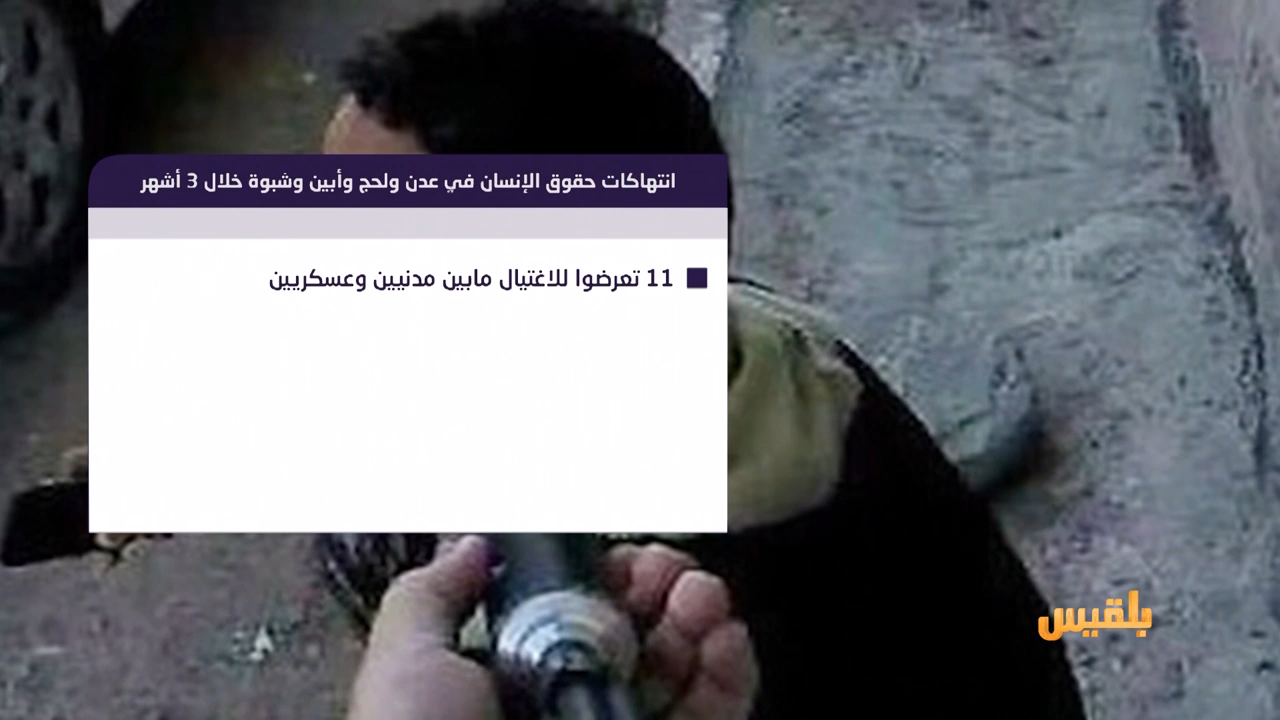 انتهاكات حقوق الإنسان في عدن ولحج وأبين وشبوة خلال 3 أشهر
11 تعرضوا للاغتيال مابين مدنيين وعسكريين
بلقيس